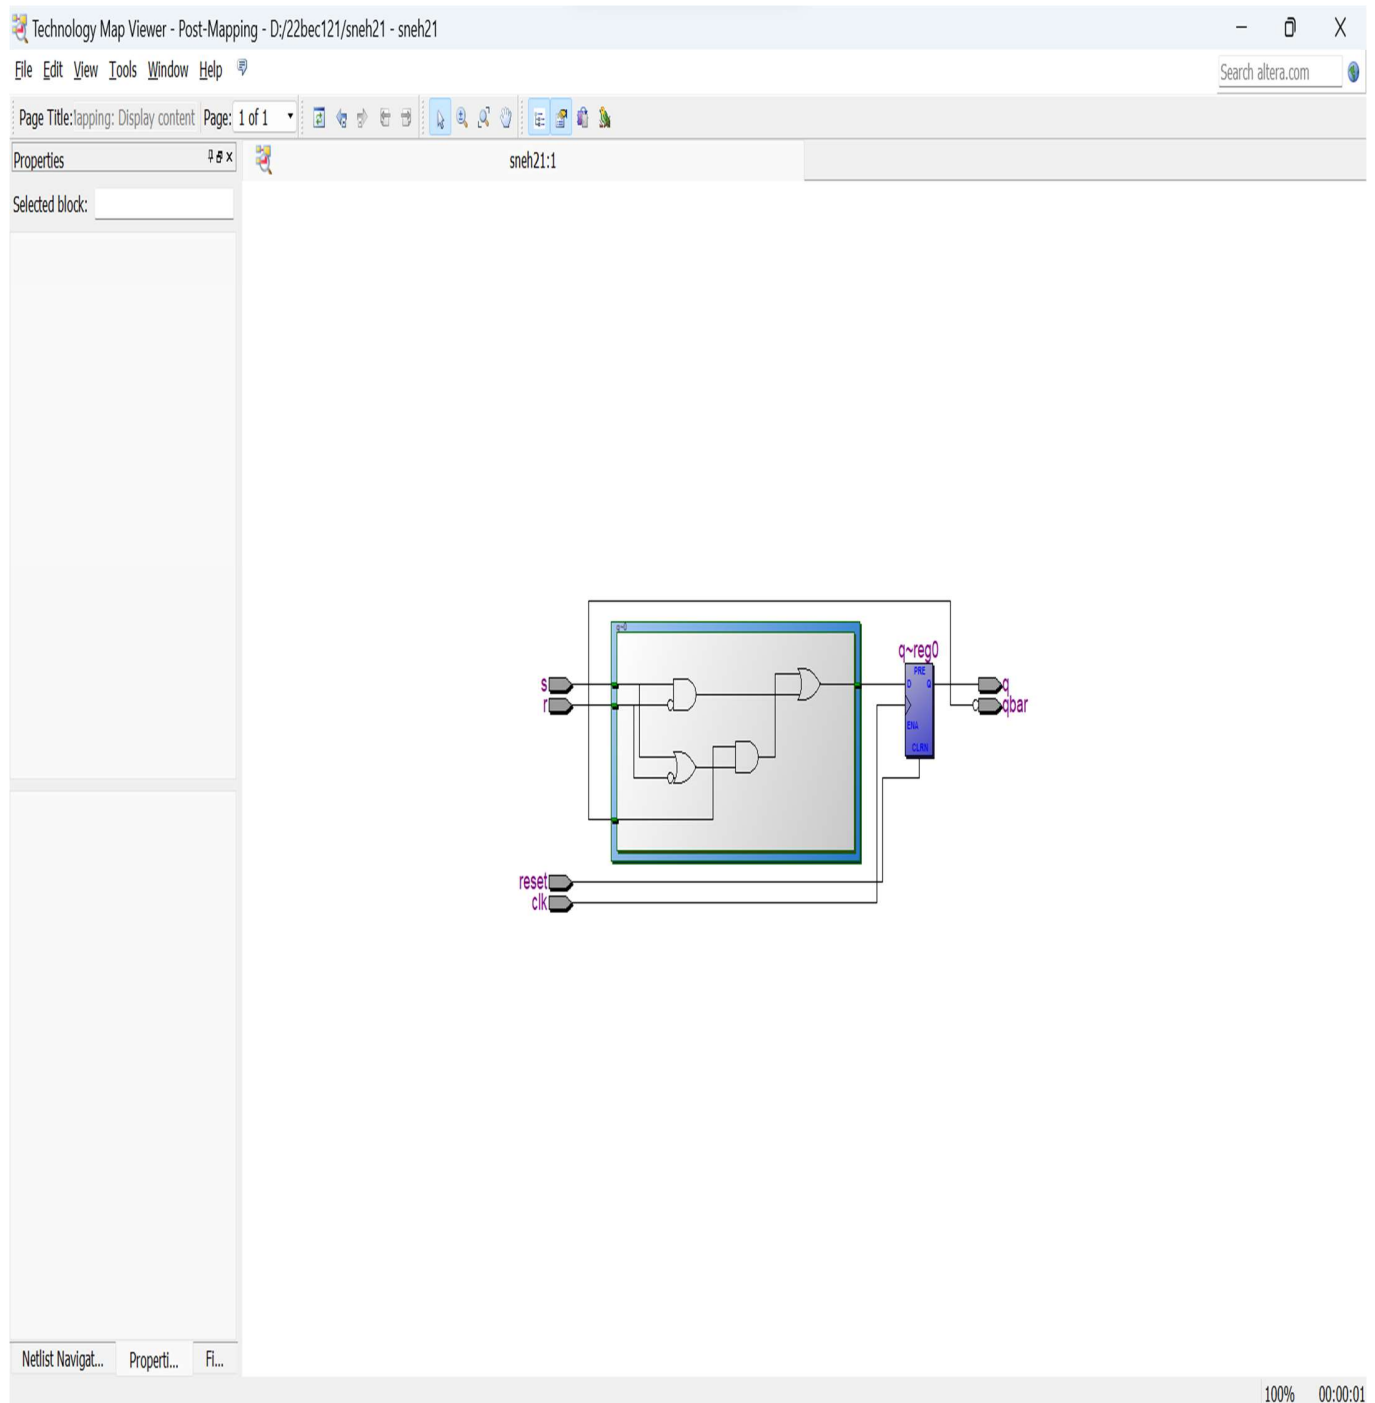 Technology Map Viewer - Post-Mapping - D:/22bec121/sneh21 - sneh21
File Edit View Tools Window Help
Search altera.com
Page Title: lapping: Display content Page: 1 of 1
Properties
sneh21:1
Selected block:
q~0
q~reg0
PRE
s
D Q
q
r
qbar
ENA
CLRN
reset
clk
Netlist Navigat... Properti... Fi...
100% 00:00:01